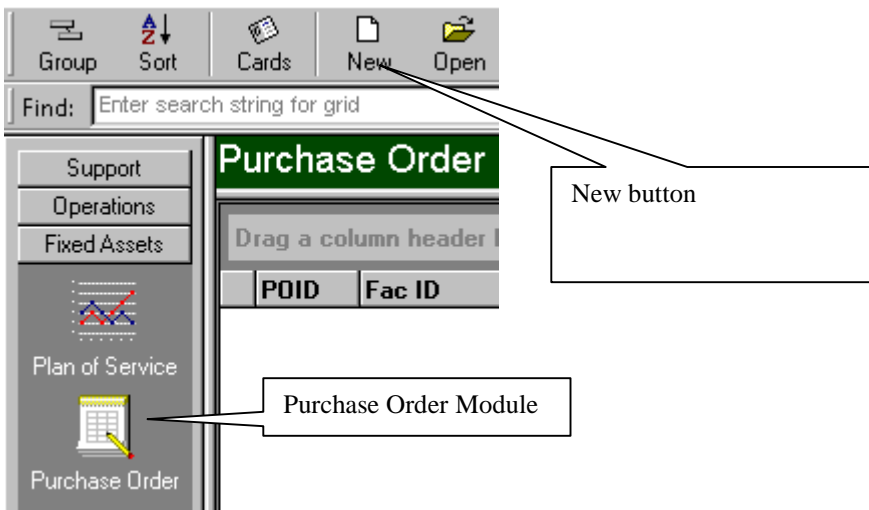 Group Sort Cards New Open
Find: Enter search string for grid
Support
Operations
Fixed Assets
Plan of Service
Purchase Order
Purchase Order
Drag a column header
POID Fac ID
New button
Purchase Order Module